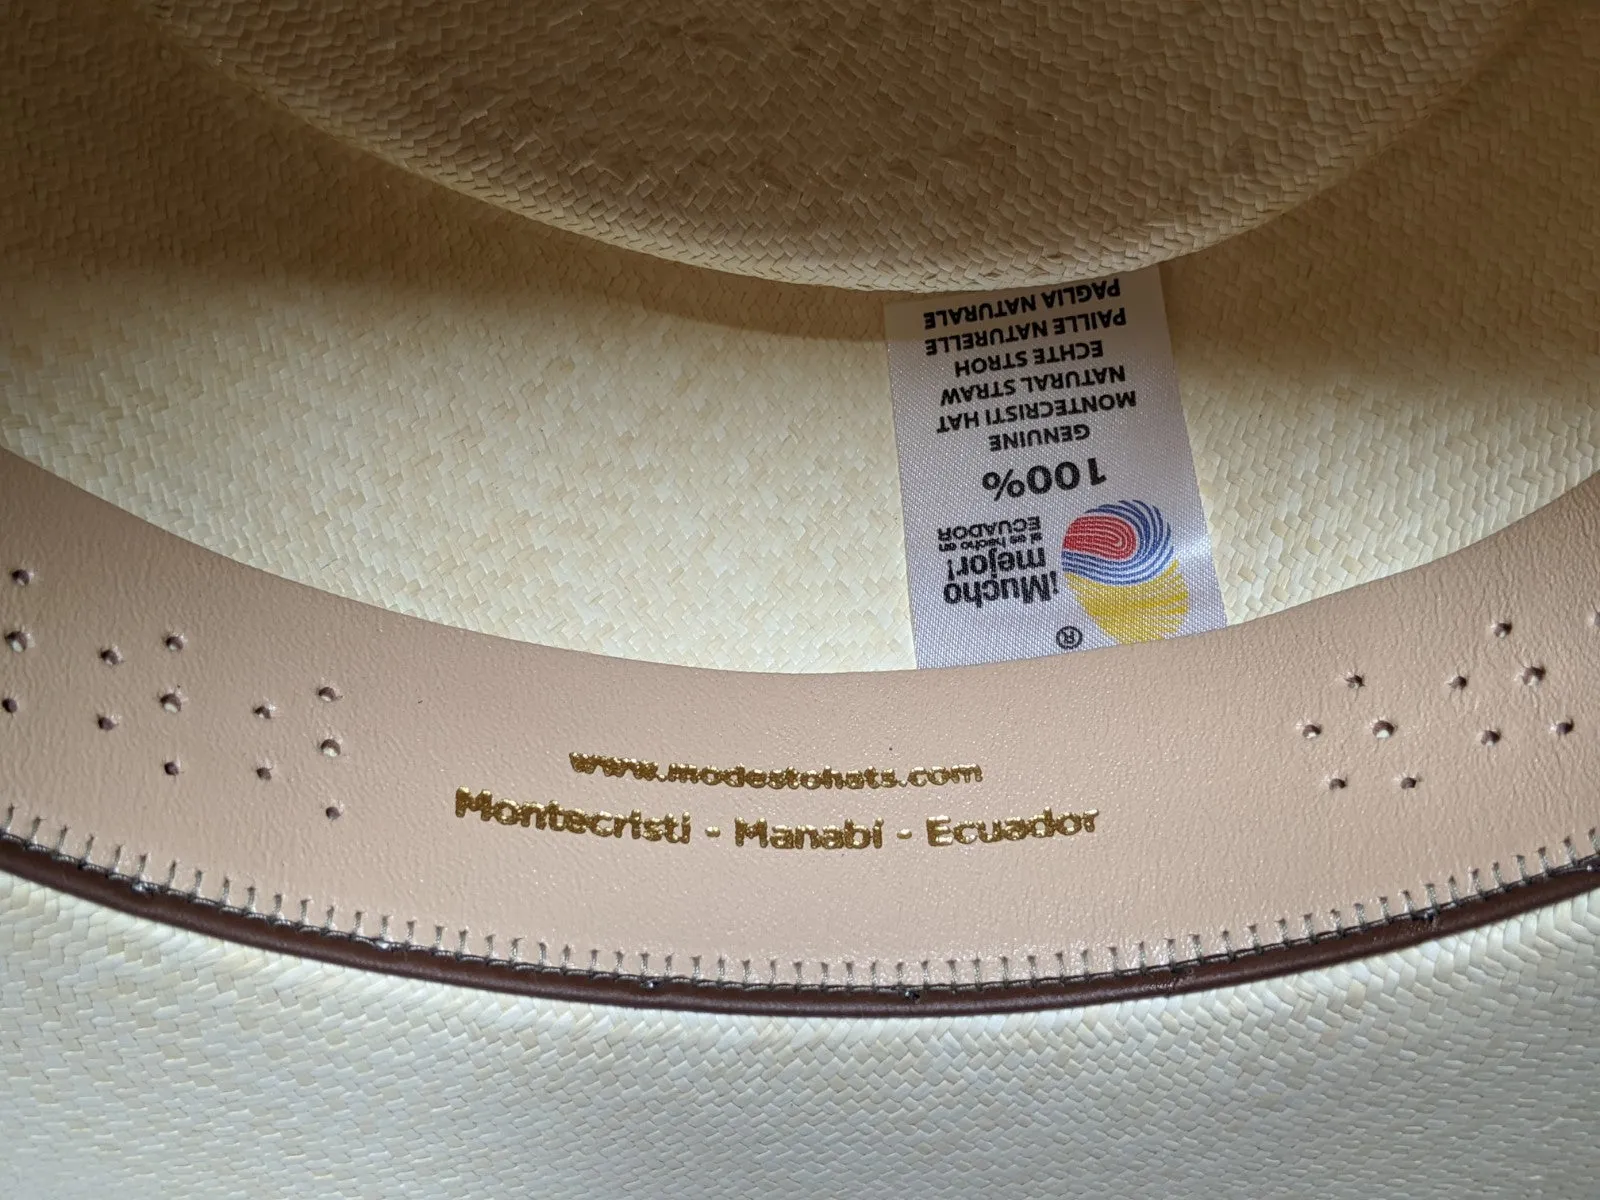 www.modestohats.com
Montecristi - Manabí - Ecuador
®
¡Mucho
mejor!
si es hecho en
ECUADOR
100%
GENUINE
MONTECRISTI HAT
NATURAL STRAW
ECHTE STROH
PAILLE NATURELLE
PAGLIA NATURALE